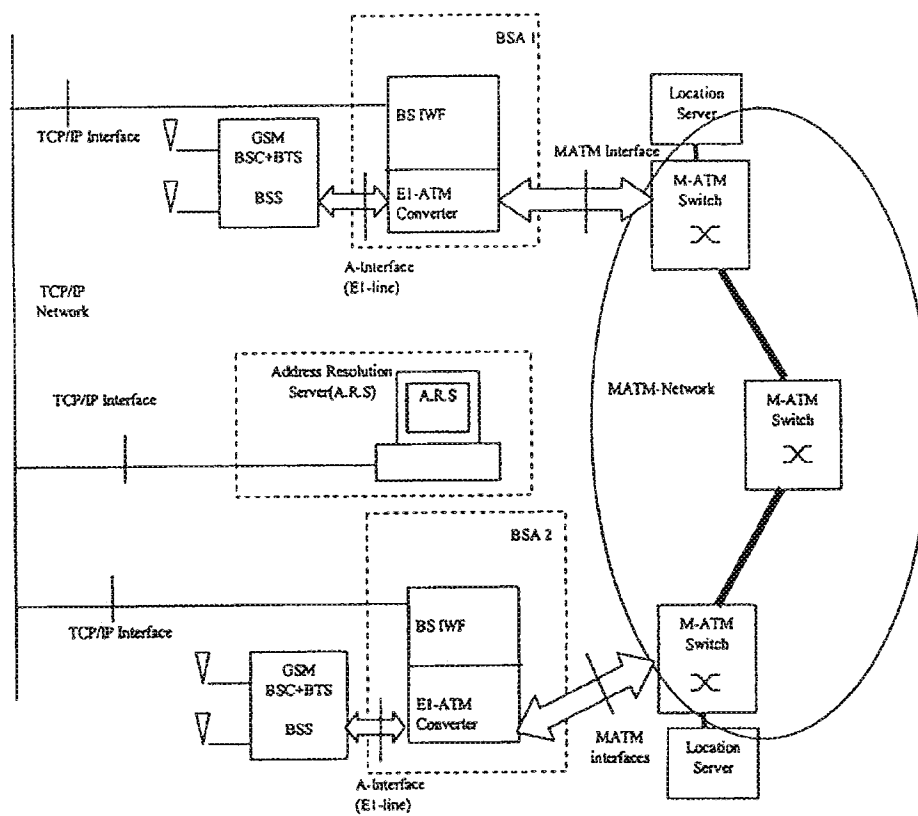 BSA 1
BS IWF
E1-ATM
Converter
TCP/IP Interface
GSM
BSC+BTS
BSS
A-Interface
(E1-line)
MATM Interface
Location
Server
M-ATM
Switch
TCP/IP
Network
TCP/IP Interface
Address Resolution
Server(A.R.S)
A.R.S
MATM-Network
M-ATM
Switch
BSA 2
BS IWF
E1-ATM
Converter
TCP/IP Interface
GSM
BSC+BTS
BSS
A-Interface
(E1-line)
MATM
interfaces
M-ATM
Switch
Location
Server